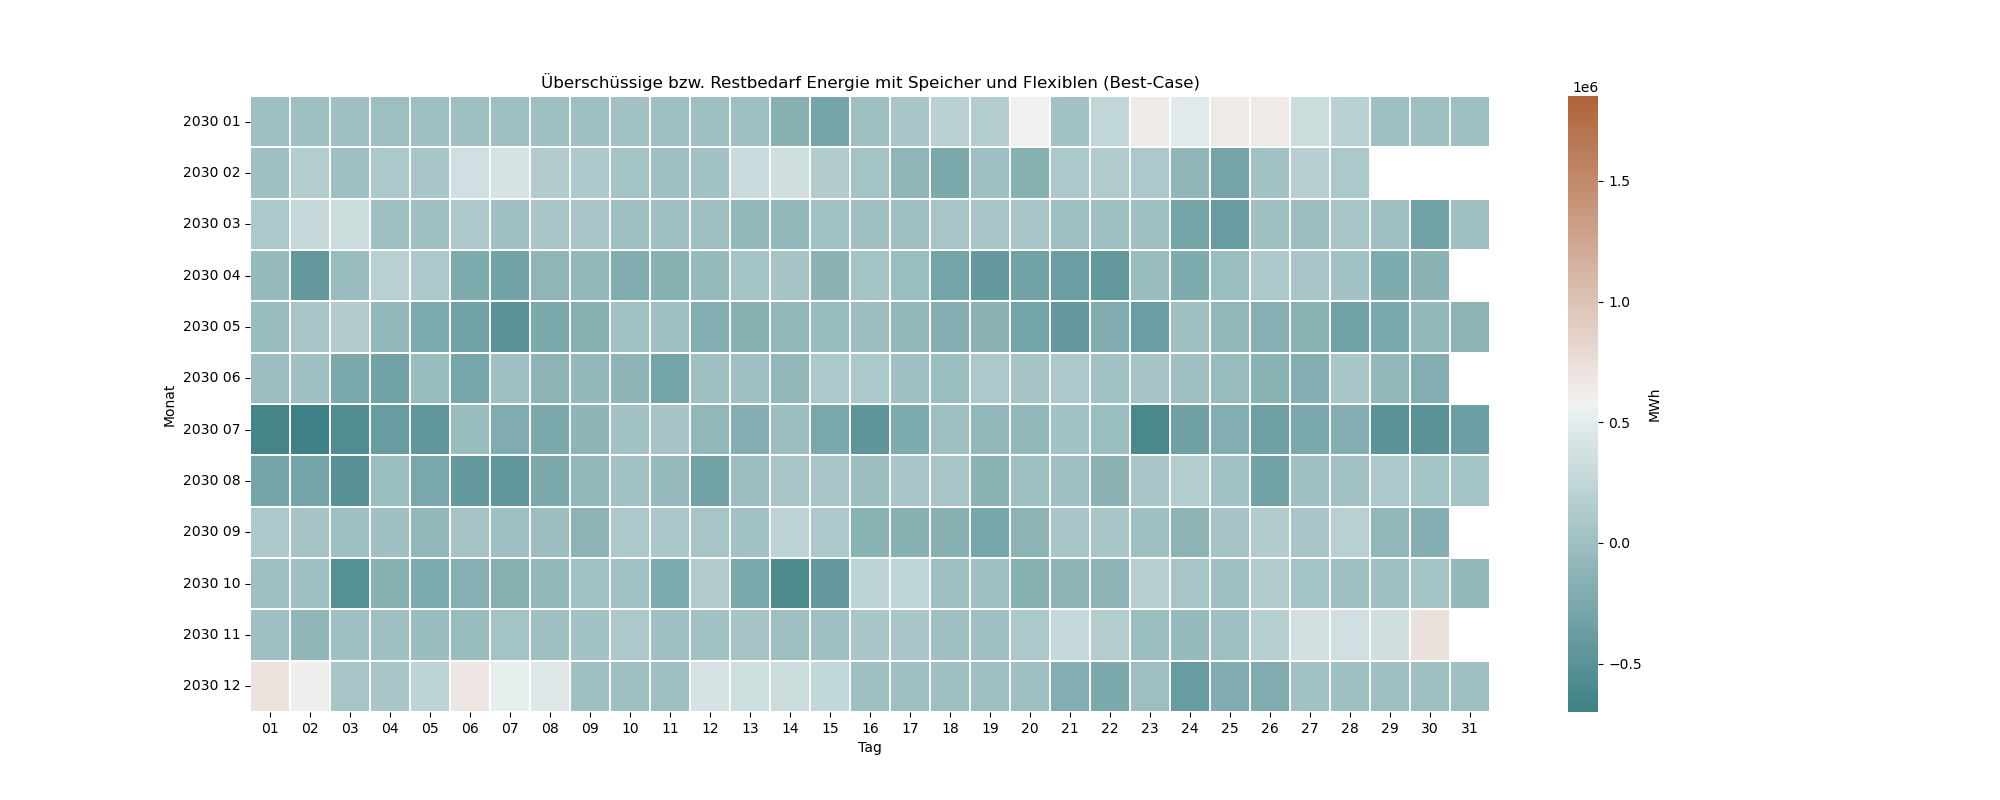 Überschüssige bzw. Restbedarf Energie mit Speicher und Flexiblen (Best-Case)
1e6
2030 01
2030 02
2030 03
2030 04
2030 05
2030 06
2030 07
2030 08
2030 09
2030 10
2030 11
2030 12
Monat
01 02 03 04 05 06 07 08 09 10 11 12 13 14 15 16 17 18 19 20 21 22 23 24 25 26 27 28 29 30 31
Tag
1.5
1.0
0.5
0.0
−0.5
MWh